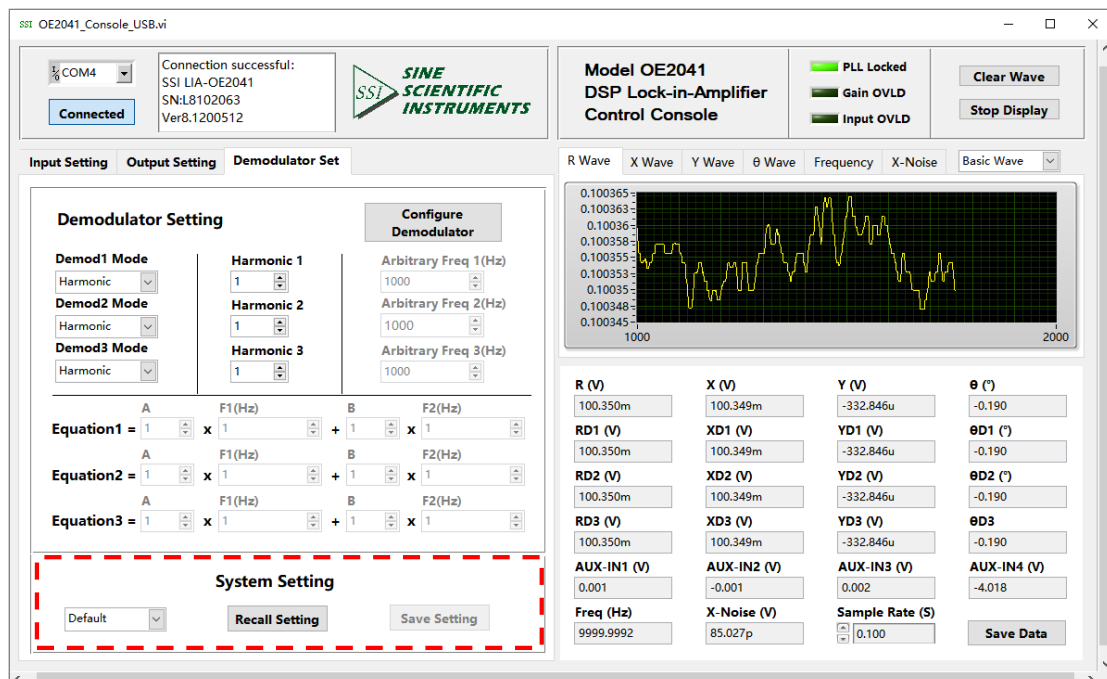 SSI OE2041_Console_USB.vi
COM4
Connected
Connection successful:
SSI LIA-OE2041
SN:L8102063
Ver8.1200512
SSI
SINE
SCIENTIFIC
INSTRUMENTS
Model OE2041
DSP Lock-in-Amplifier
Control Console
PLL Locked
Gain OVLD
Input OVLD
Clear Wave
Stop Display
Input Setting Output Setting Demodulator Set
Demodulator Setting
Configure
Demodulator
Demod1 Mode Harmonic 1 Arbitrary Freq 1(Hz)
Harmonic 1 1000
Demod2 Mode Harmonic 2 Arbitrary Freq 2(Hz)
Harmonic 1 1000
Demod3 Mode Harmonic 3 Arbitrary Freq 3(Hz)
Harmonic 1 1000
A F1(Hz) B F2(Hz)
Equation1 = 1 x 1 + 1 x 1
A F1(Hz) B F2(Hz)
Equation2 = 1 x 1 + 1 x 1
A F1(Hz) B F2(Hz)
Equation3 = 1 x 1 + 1 x 1
System Setting
Default Recall Setting Save Setting
R Wave X Wave Y Wave θ Wave Frequency X-Noise Basic Wave
0.100365
0.100363
0.10036
0.100358
0.100355
0.100353
0.10035
0.100348
0.100345
1000 2000
R (V) X (V) Y (V) θ (°)
100.350m 100.349m -332.846u -0.190
RD1 (V) XD1 (V) YD1 (V) θD1 (°)
100.350m 100.349m -332.846u -0.190
RD2 (V) XD2 (V) YD2 (V) θD2 (°)
100.350m 100.349m -332.846u -0.190
RD3 (V) XD3 (V) YD3 (V) θD3
100.350m 100.349m -332.846u -0.190
AUX-IN1 (V) AUX-IN2 (V) AUX-IN3 (V) AUX-IN4 (V)
0.001 -0.001 0.002 -4.018
Freq (Hz) X-Noise (V) Sample Rate (S)
9999.9992 85.027p 0.100 Save Data